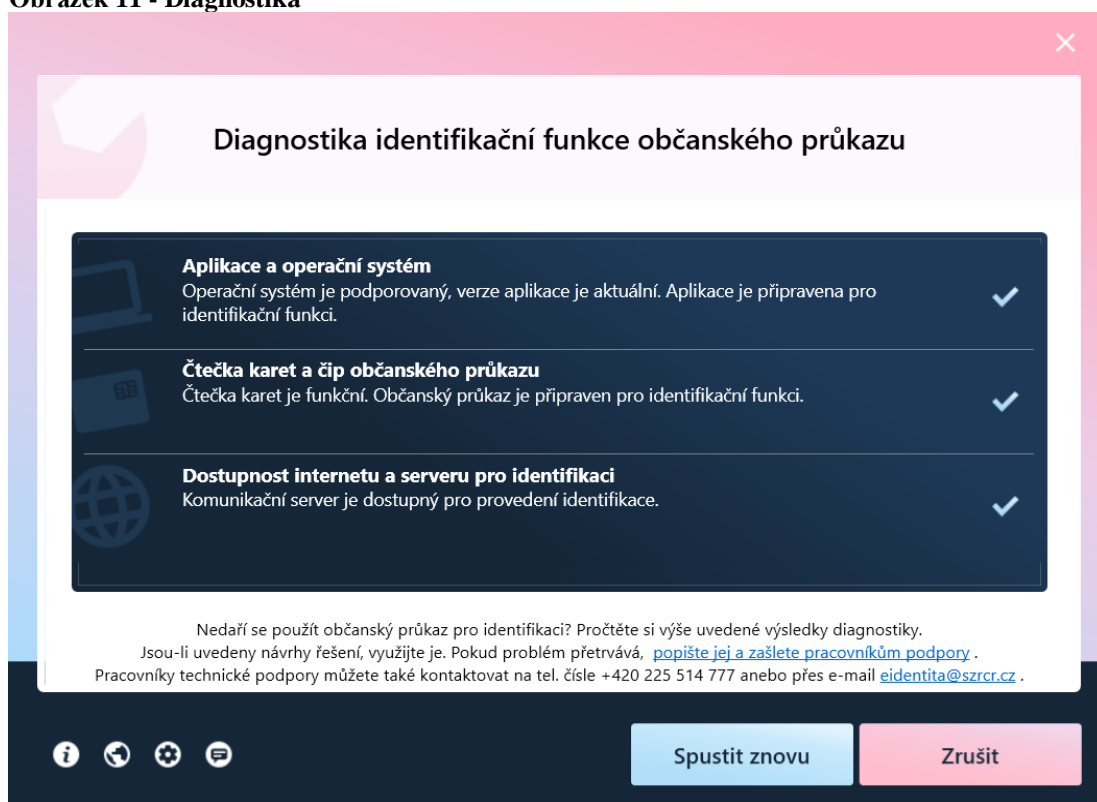 Obrázek 11 - Diagnostika
Diagnostika identifikační funkce občanského průkazu
Aplikace a operační systém
Operační systém je podporovaný, verze aplikace je aktuální. Aplikace je připravena pro
identifikační funkci.
Čtečka karet a čip občanského průkazu
Čtečka karet je funkční. Občanský průkaz je připraven pro identifikační funkci.
Dostupnost internetu a serveru pro identifikaci
Komunikační server je dostupný pro provedení identifikace.
Nedaří se použít občanský průkaz pro identifikaci? Pročtěte si výše uvedené výsledky diagnostiky.
Jsou-li uvedeny návrhy řešení, využijte je. Pokud problém přetrvává, popište jej a zašlete pracovníkům podpory .
Pracovníky technické podpory můžete také kontaktovat na tel. čísle +420 225 514 777 anebo přes e-mail eidentita@szrcr.cz .
Spustit znovu
Zrušit